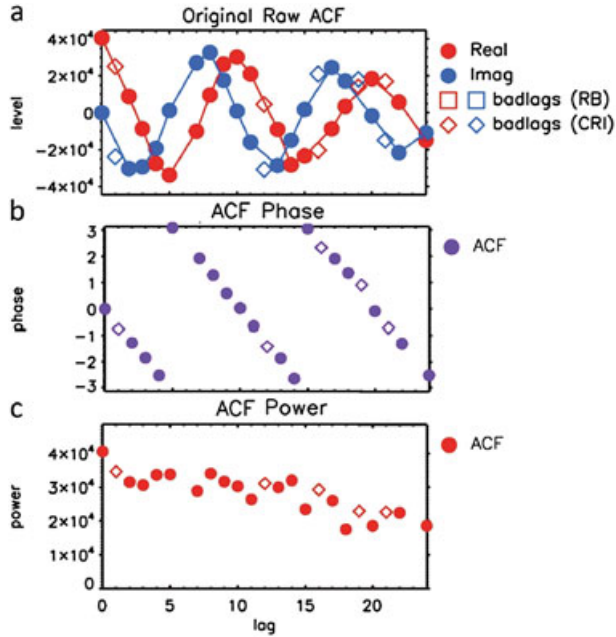 a
Original Raw ACF
4×10⁴
2×10⁴
0
−2×10⁴
−4×10⁴
level
Real
Imag
badlags (RB)
badlags (CRI)
b
ACF Phase
3
2
1
0
−1
−2
−3
phase
ACF
c
ACF Power
4×10⁴
3×10⁴
2×10⁴
1×10⁴
0
power
ACF
0 5 10 15 20
lag